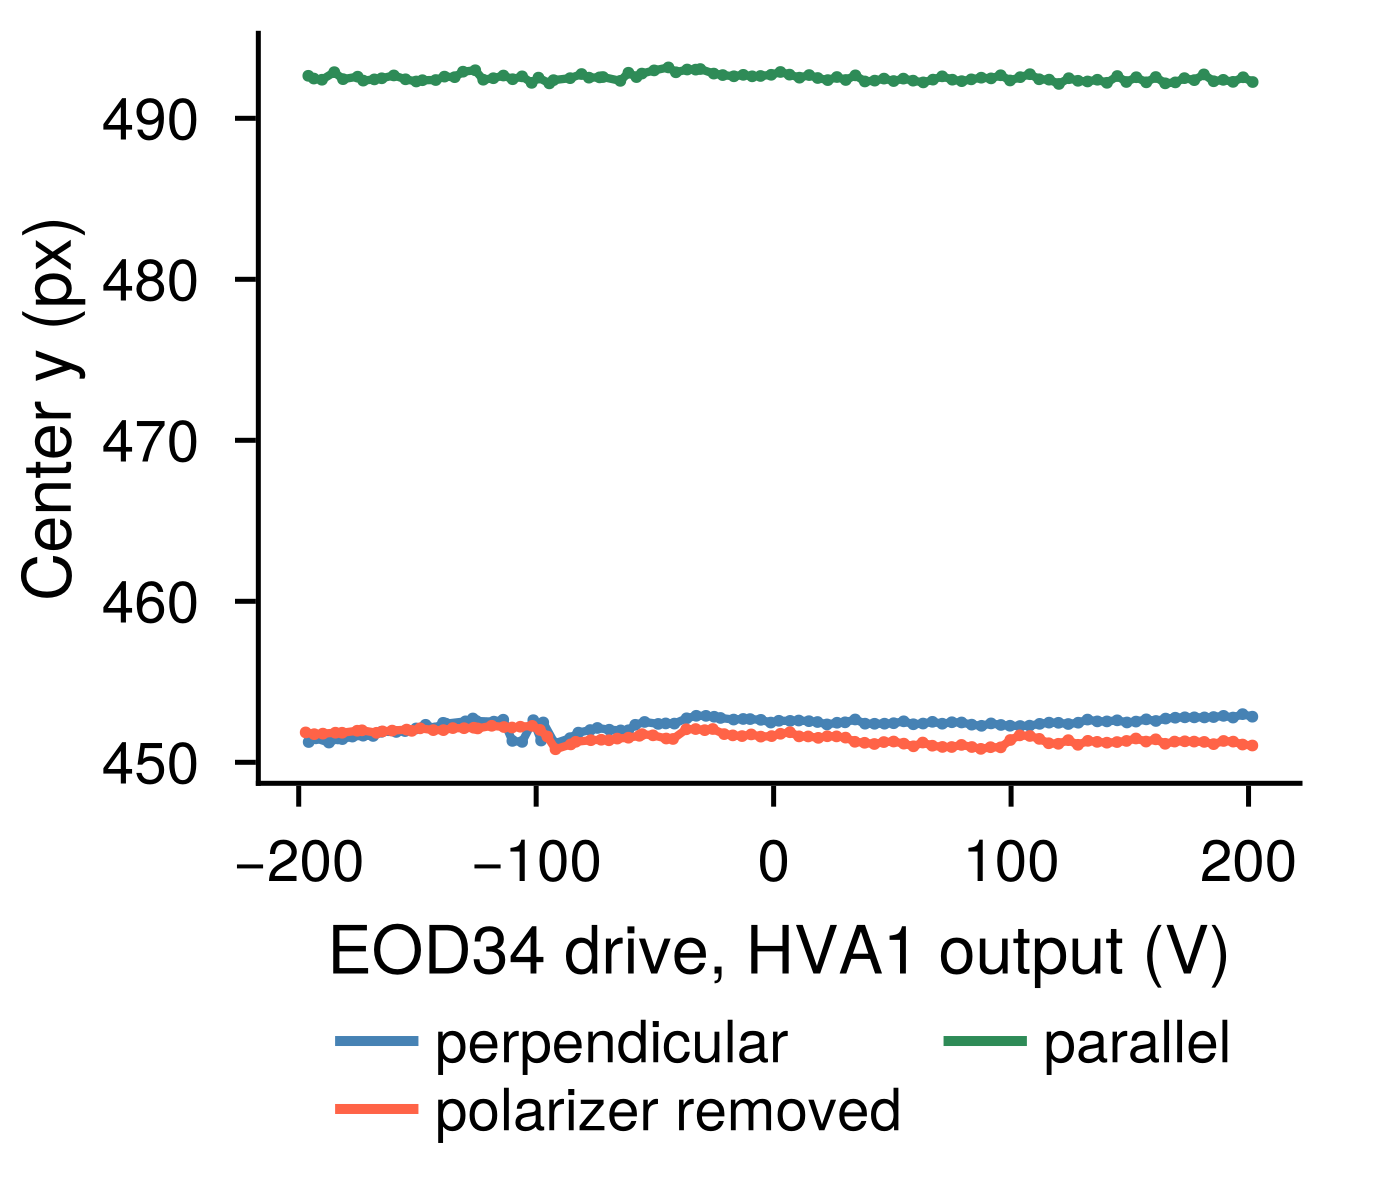 Center y (px)
490
480
470
460
450
−200 −100 0 100 200
EOD34 drive, HVA1 output (V)
perpendicular parallel
polarizer removed